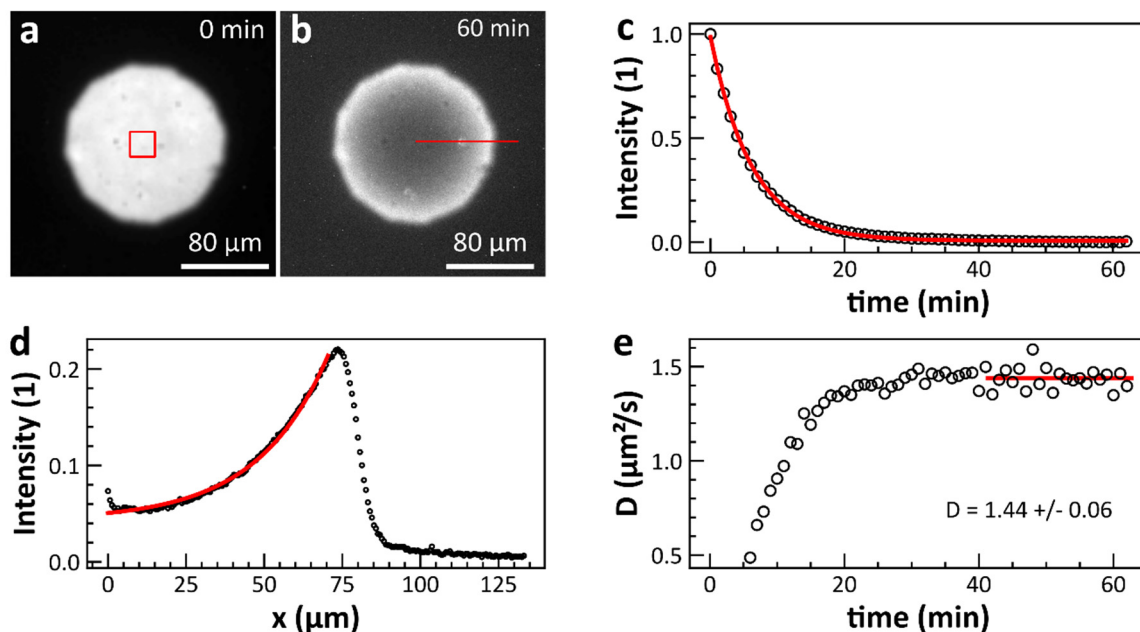 a
0 min
80 µm
b
60 min
80 µm
c
Intensity (1)
1.0
0.5
0.0
0
20
40
60
time (min)
d
Intensity (1)
0.2
0.1
0.0
0
25
50
75
100
125
x (µm)
e
D (µm²/s)
1.5
1.0
0.5
D = 1.44 +/- 0.06
0
20
40
60
time (min)